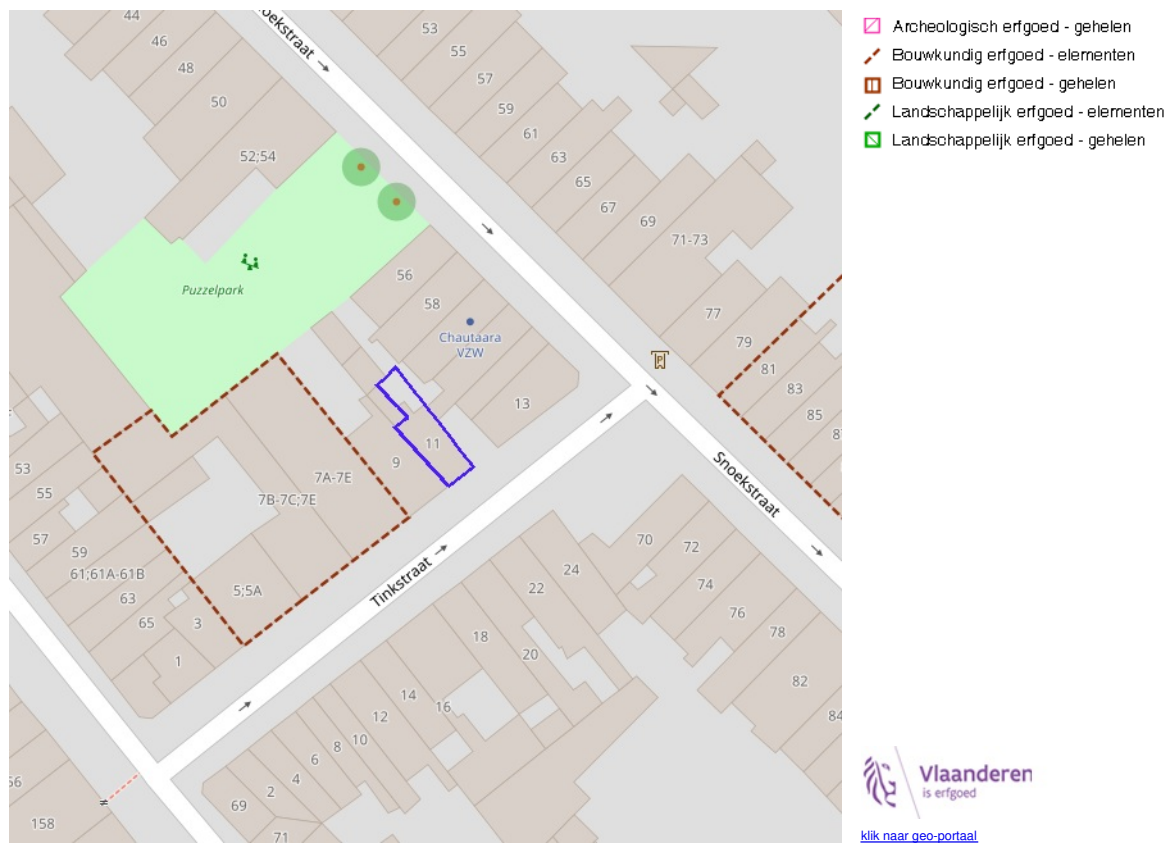 44
46
48
50
52;54
oekstraat
53
55
57
59
61
63
65
67
69
71-73
77
79
81
83
85
Puzzelpark
56
58
Chautaara
VZW
13
11
9
7A-7E
7B-7C;7E
5;5A
53
55
57
59
61;61A-61B
63
65
3
1
Tinkstraat
Snoekstraat
P
70
72
74
76
78
82
84
24
22
20
18
16
14
12
10
8
6
4
2
69
71
158
Archeologisch erfgoed - gehelen
Bouwkundig erfgoed - elementen
Bouwkundig erfgoed - gehelen
Landschappelijk erfgoed - elementen
Landschappelijk erfgoed - gehelen
Vlaanderen
is erfgoed
klik naar geo-portaal